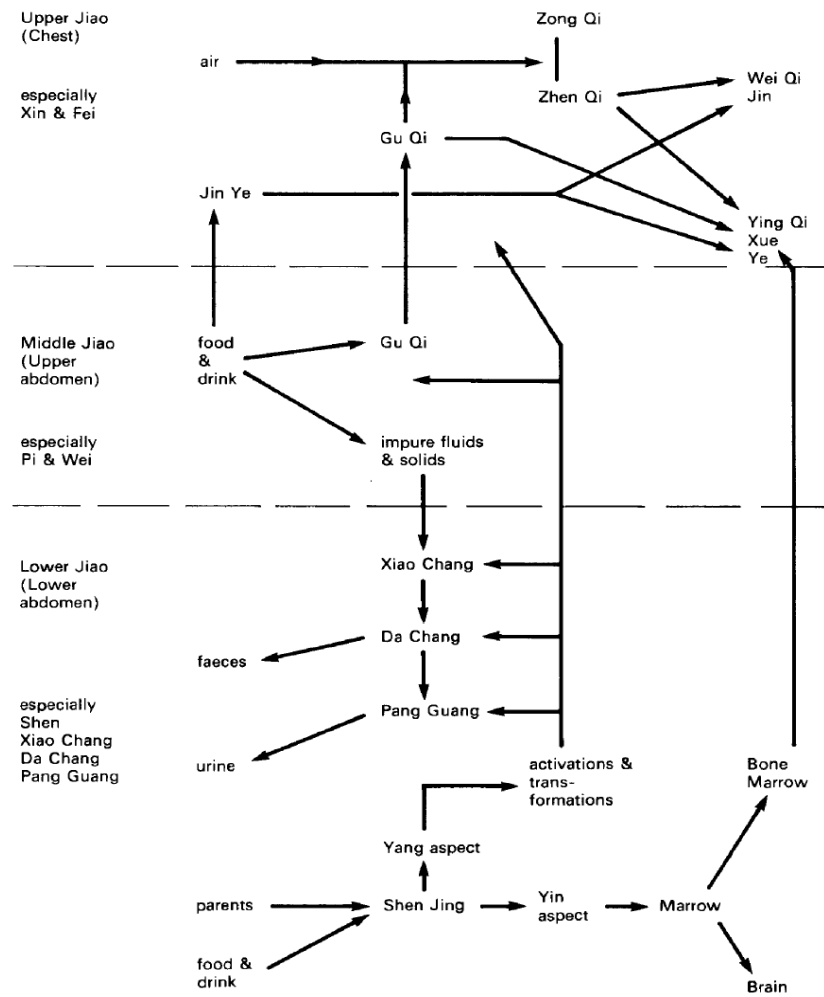 Upper Jiao
(Chest)
especially
Xin & Fei
air
Zong Qi
Zhen Qi
Wei Qi
Jin
Gu Qi
Jin Ye
Ying Qi
Xue
Ye
Middle Jiao
(Upper
abdomen)
especially
Pi & Wei
food
&
drink
Gu Qi
impure fluids
& solids
Lower Jiao
(Lower
abdomen)
especially
Shen
Xiao Chang
Da Chang
Pang Guang
Xiao Chang
Da Chang
faeces
Pang Guang
urine
activations &
trans-
formations
Bone
Marrow
Yang aspect
parents
Shen Jing
Yin
aspect
Marrow
food &
drink
Brain